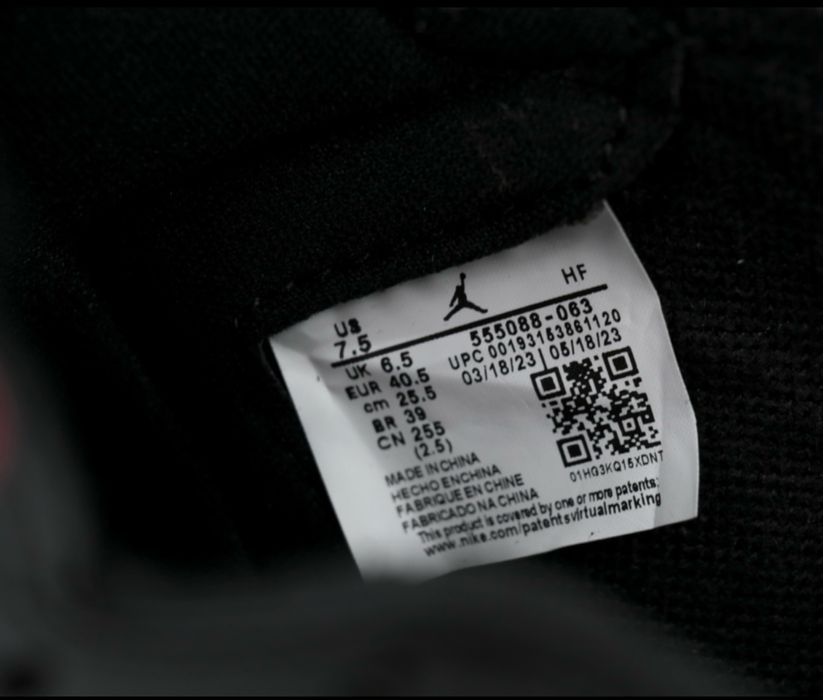 HF
US
7.5
555088-063
UPC 00193153861120
03/18/23 | 05/18/23
UK 6.5
EUR 40.5
cm 25.5
BR 39
CN 255
(2.5)
01HG3KQ15XDNT
MADE IN CHINA
HECHO EN CHINA
FABRIQUE EN CHINE
FABRICADO NA CHINA
This product is covered by one or more patents:
www.nike.com/patentsvirtualmarking